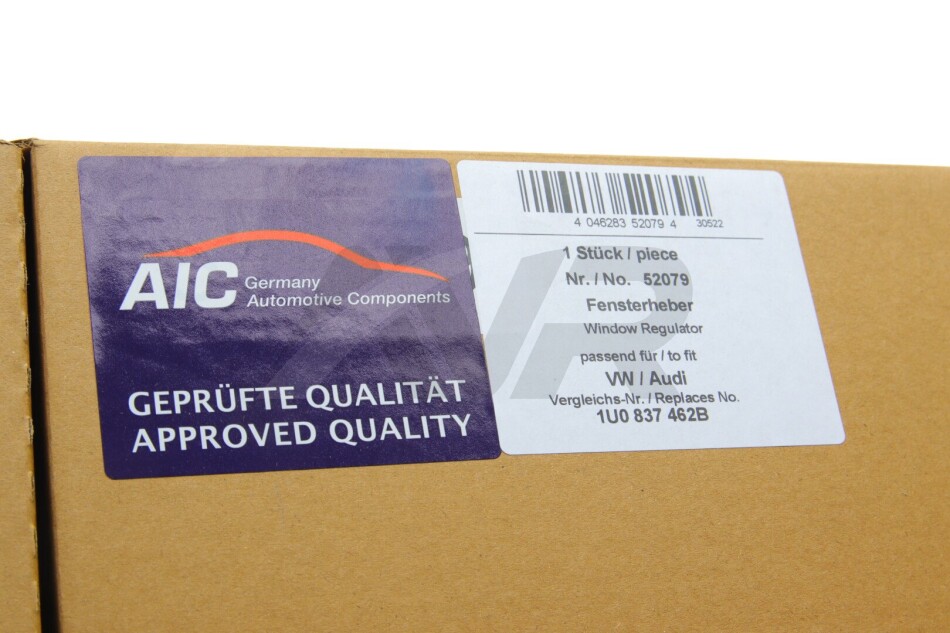 AIC Germany
Automotive Components
GEPRÜFTE QUALITÄT
APPROVED QUALITY
4 046283 52079 4 30522
1 Stück / piece
Nr. / No. 52079
Fensterheber
Window Regulator
passend für / to fit
VW / Audi
Vergleichs-Nr. / Replaces No.
1U0 837 462B